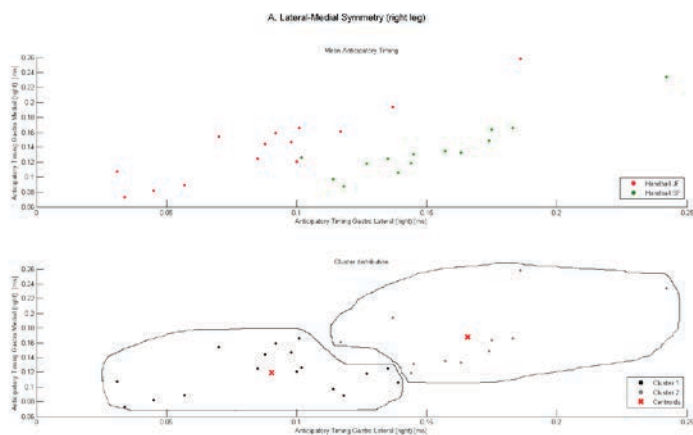 A. Lateral-Medial Symmetry (right leg)
Mean Anticipatory Timing
Anticipatory Timing Gastro Medial [right] [ms]
0.26
0.24
0.22
0.2
0.18
0.16
0.14
0.12
0.1
0.08
0.06
0
0.05
0.1
0.15
0.2
0.25
Anticipatory Timing Gastro Lateral [right] [ms]
Handball JF
Handball SF
Cluster distribution
Anticipatory Timing Gastro Medial [right] [ms]
0.26
0.24
0.22
0.2
0.18
0.16
0.14
0.12
0.1
0.08
0.06
0
0.05
0.1
0.15
0.2
0.25
Anticipatory Timing Gastro Lateral [right] [ms]
Cluster 1
Cluster 2
Centroids